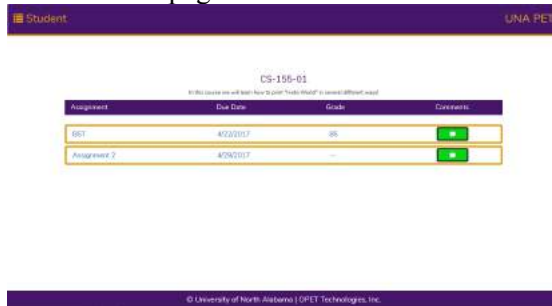 Student UNA PET
CS-155-01
In this course we will learn how to print "Hello World" in several different ways!
Assignment Due Date Grade Comments
BST 4/22/2017 86
Assignment 2 4/29/2017 --
© University of North Alabama | OPET Technologies, Inc.